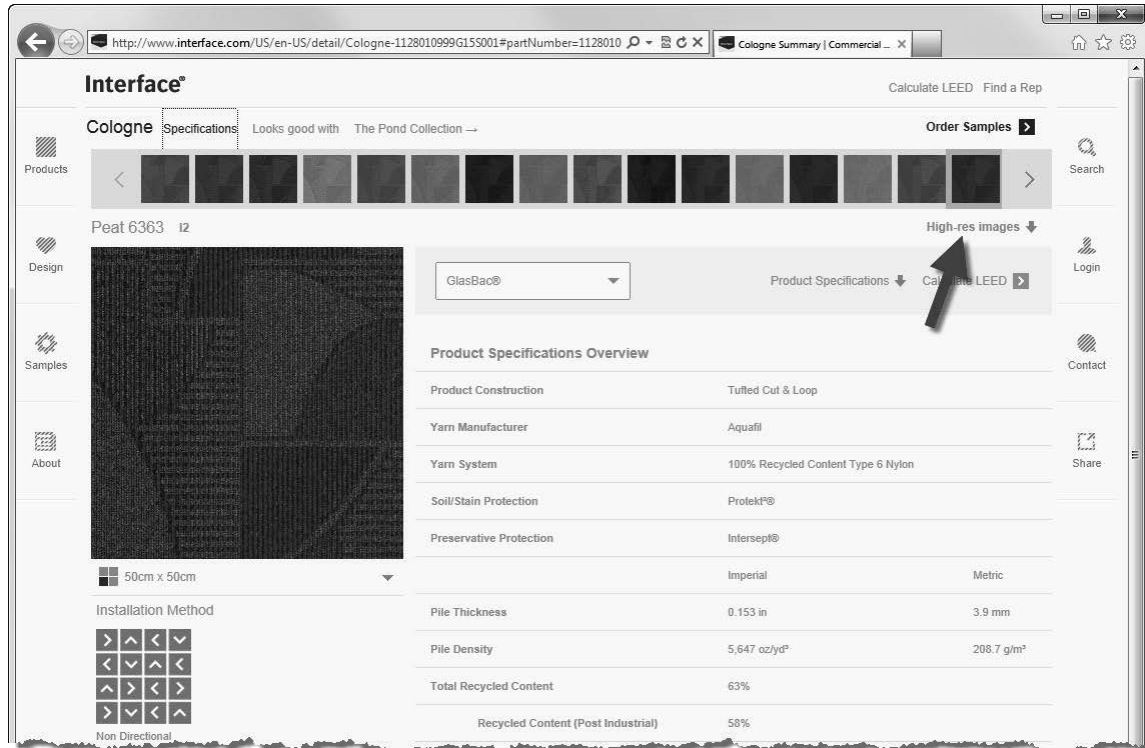 http://www.interface.com/US/en-US/detail/Cologne-1128010999G15S001#partNumber=1128010
Cologne Summary | Commercial ...
Interface®
Calculate LEED Find a Rep
Cologne Specifications Looks good with The Pond Collection →
Order Samples
Products
Search
Peat 6363 I2
High-res images
Design
Login
GlasBac®
Product Specifications
LEED
Samples
Contact
Product Specifications Overview
Product Construction Tufted Cut & Loop
Yarn Manufacturer Aquafil
Yarn System 100% Recycled Content Type 6 Nylon
About
Share
Soil/Stain Protection Protekt²®
Preservative Protection Intersept®
50cm x 50cm
Imperial Metric
Installation Method
Pile Thickness 0.153 in 3.9 mm
Pile Density 5,647 oz/yd³ 208.7 g/m³
Total Recycled Content 63%
Recycled Content (Post Industrial) 58%
Non Directional